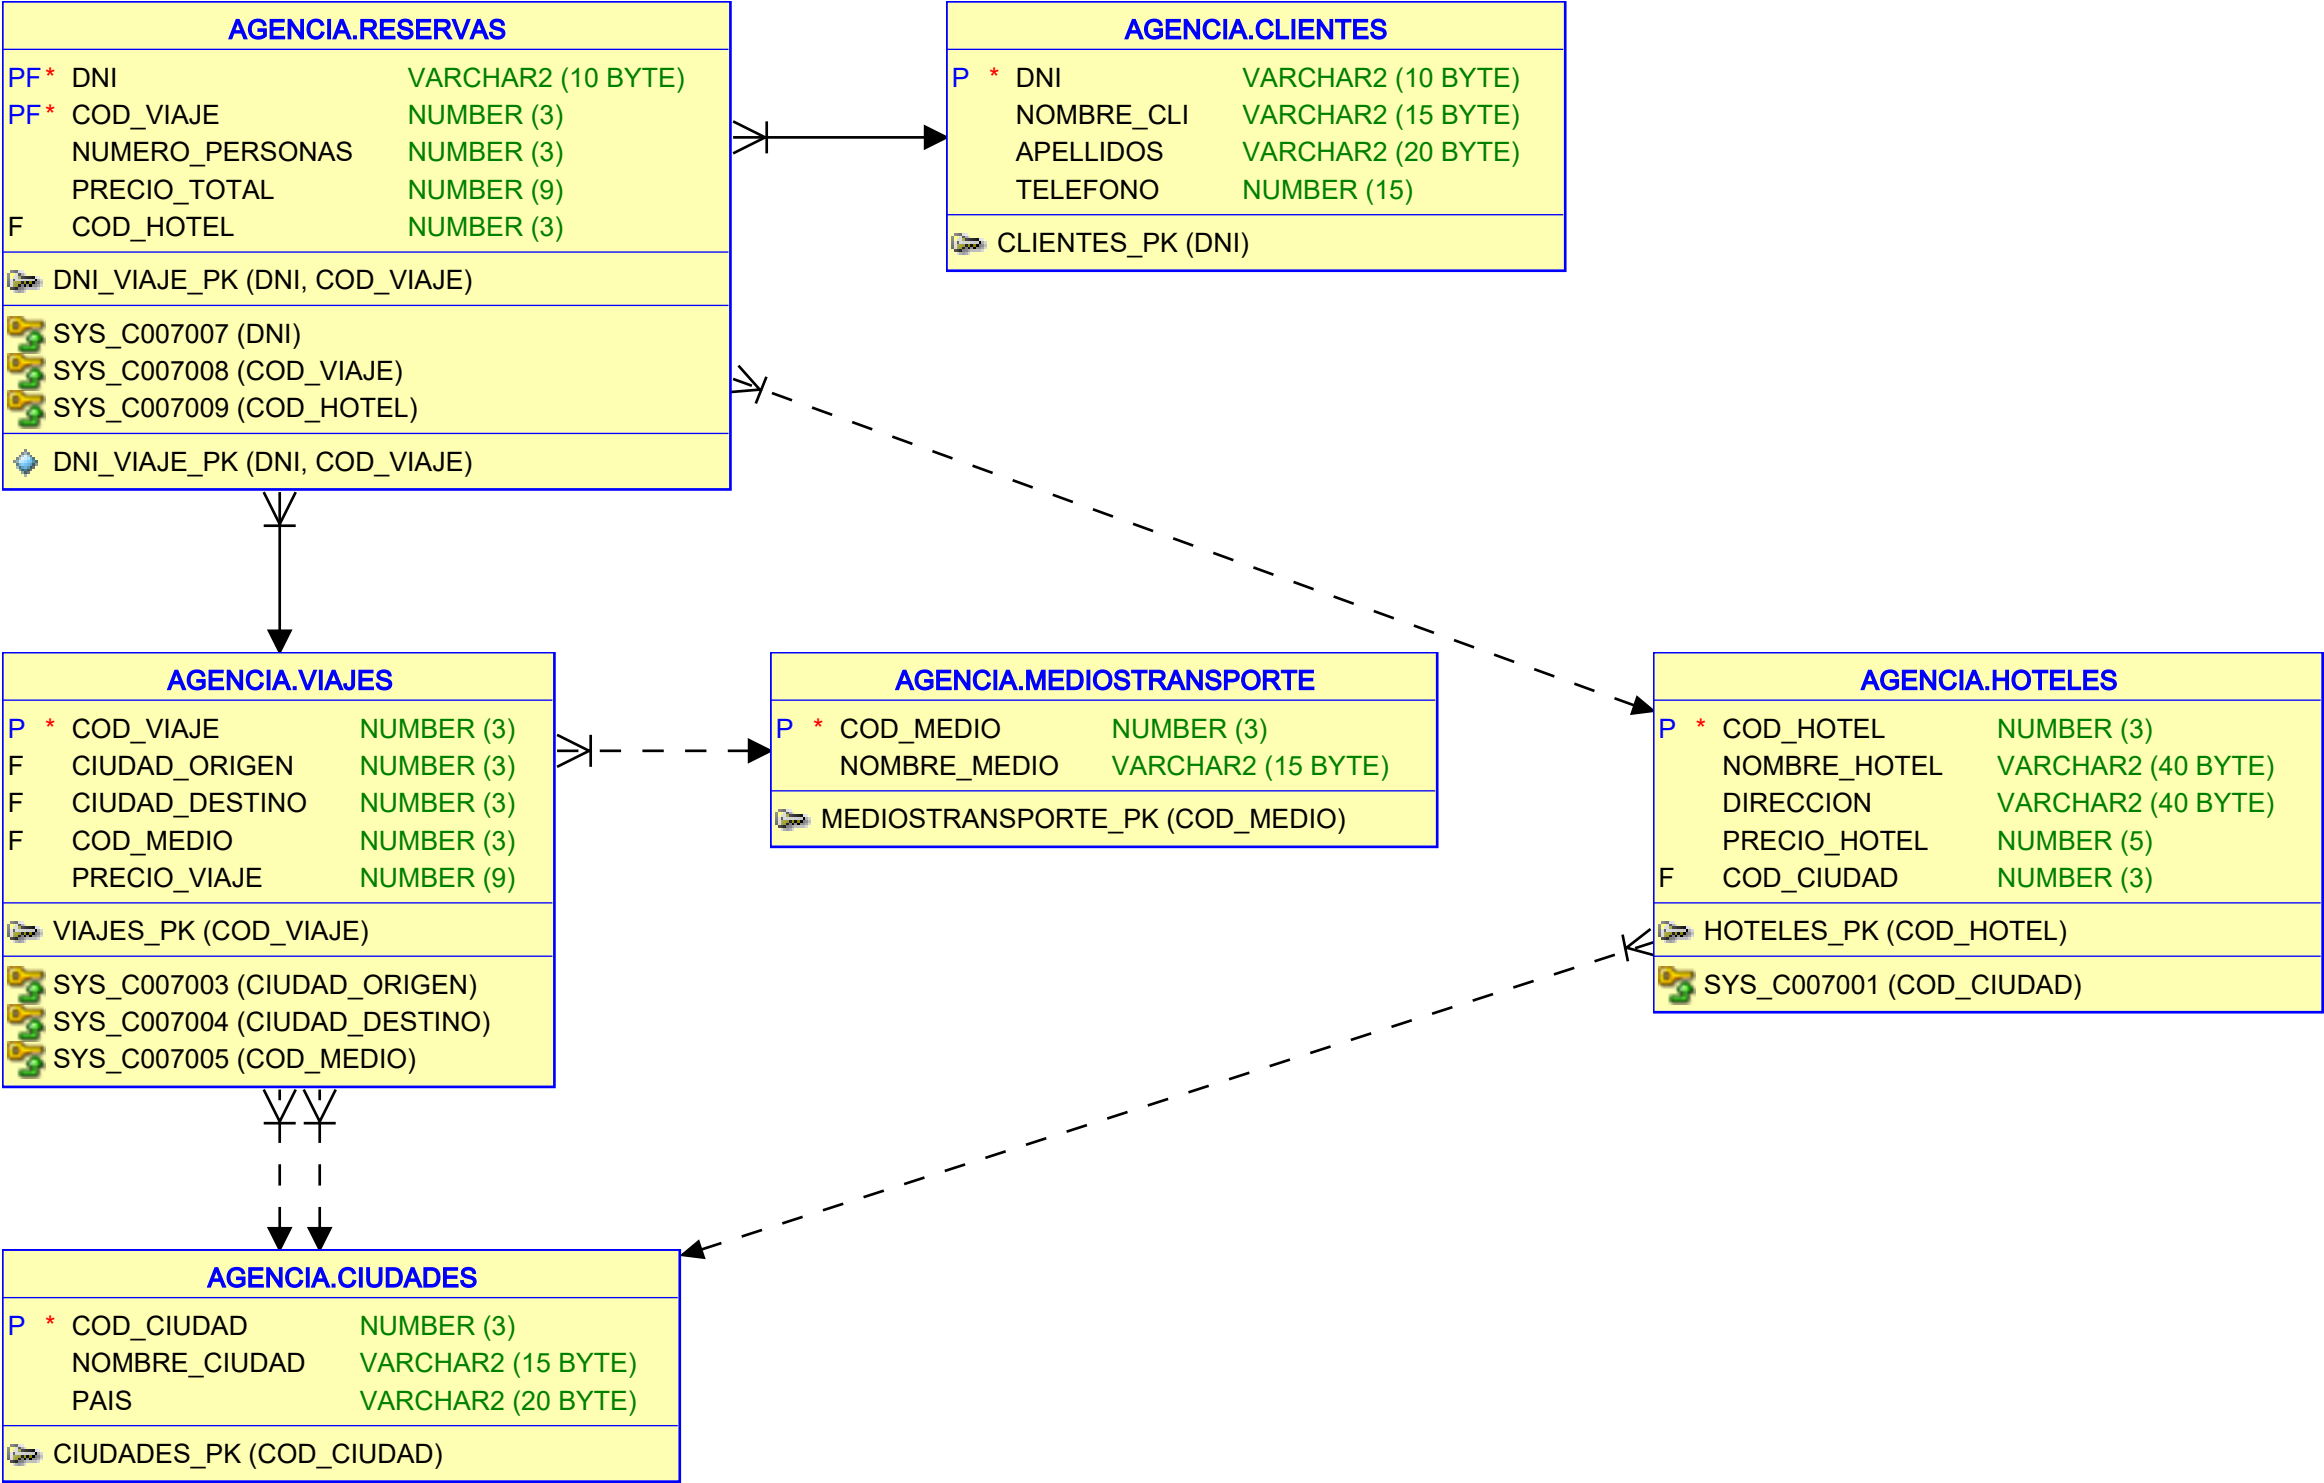 AGENCIA.RESERVAS
PF* DNI VARCHAR2 (10 BYTE)
PF* COD_VIAJE NUMBER (3)
NUMERO_PERSONAS NUMBER (3)
PRECIO_TOTAL NUMBER (9)
F COD_HOTEL NUMBER (3)
DNI_VIAJE_PK (DNI, COD_VIAJE)
SYS_C007007 (DNI)
SYS_C007008 (COD_VIAJE)
SYS_C007009 (COD_HOTEL)
DNI_VIAJE_PK (DNI, COD_VIAJE)
AGENCIA.CLIENTES
P * DNI VARCHAR2 (10 BYTE)
NOMBRE_CLI VARCHAR2 (15 BYTE)
APELLIDOS VARCHAR2 (20 BYTE)
TELEFONO NUMBER (15)
CLIENTES_PK (DNI)
AGENCIA.VIAJES
P * COD_VIAJE NUMBER (3)
F CIUDAD_ORIGEN NUMBER (3)
F CIUDAD_DESTINO NUMBER (3)
F COD_MEDIO NUMBER (3)
PRECIO_VIAJE NUMBER (9)
VIAJES_PK (COD_VIAJE)
SYS_C007003 (CIUDAD_ORIGEN)
SYS_C007004 (CIUDAD_DESTINO)
SYS_C007005 (COD_MEDIO)
AGENCIA.MEDIOSTRANSPORTE
P * COD_MEDIO NUMBER (3)
NOMBRE_MEDIO VARCHAR2 (15 BYTE)
MEDIOSTRANSPORTE_PK (COD_MEDIO)
AGENCIA.HOTELES
P * COD_HOTEL NUMBER (3)
NOMBRE_HOTEL VARCHAR2 (40 BYTE)
DIRECCION VARCHAR2 (40 BYTE)
PRECIO_HOTEL NUMBER (5)
F COD_CIUDAD NUMBER (3)
HOTELES_PK (COD_HOTEL)
SYS_C007001 (COD_CIUDAD)
AGENCIA.CIUDADES
P * COD_CIUDAD NUMBER (3)
NOMBRE_CIUDAD VARCHAR2 (15 BYTE)
PAIS VARCHAR2 (20 BYTE)
CIUDADES_PK (COD_CIUDAD)